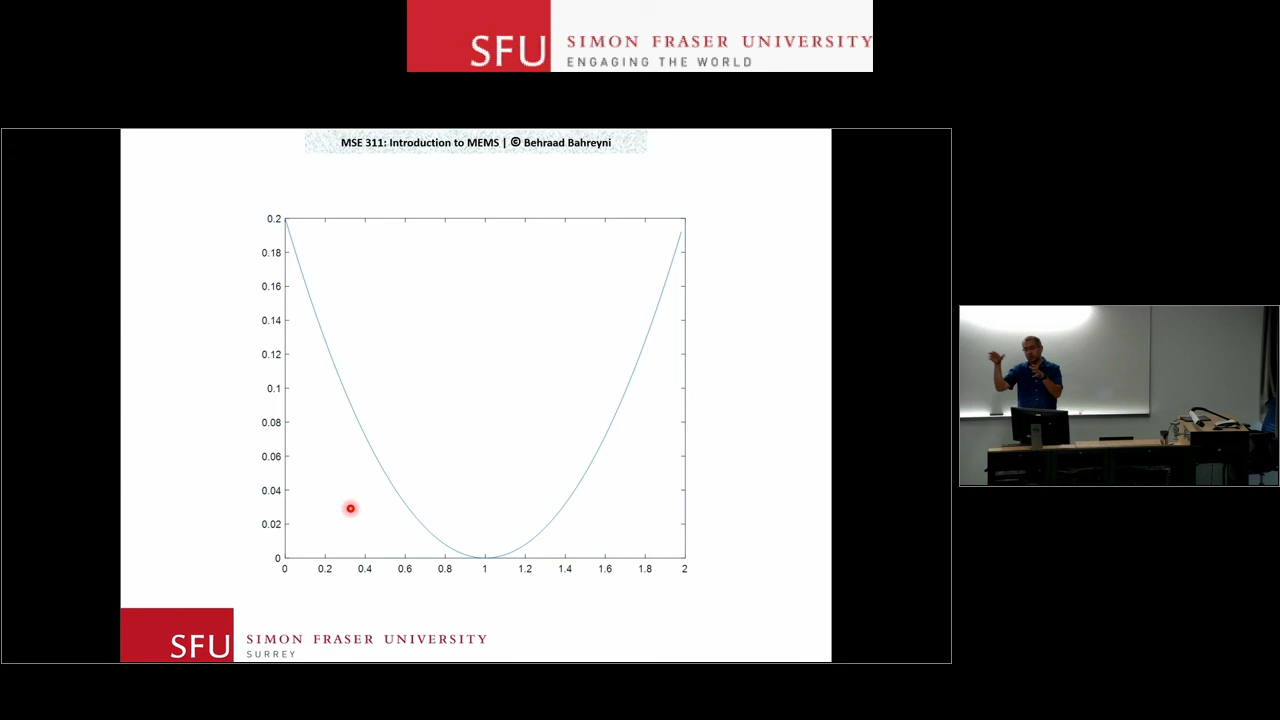 SFU SIMON FRASER UNIVERSITY
ENGAGING THE WORLD
MSE 311: Introduction to MEMS | © Behraad Bahreyni
0.2
0.18
0.16
0.14
0.12
0.1
0.08
0.06
0.04
0.02
0
0 0.2 0.4 0.6 0.8 1 1.2 1.4 1.6 1.8 2
SFU SIMON FRASER UNIVERSITY
SURREY